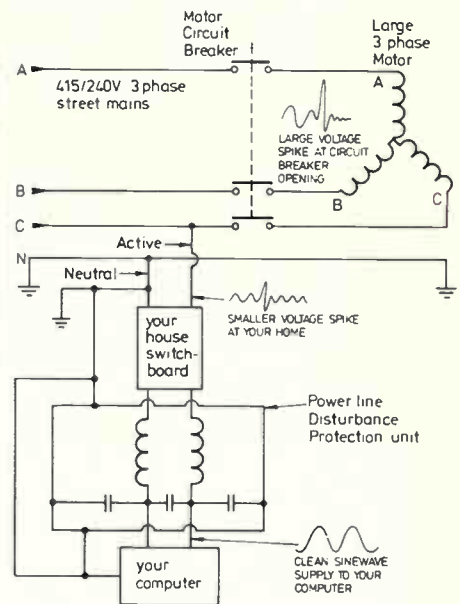 Motor
Circuit
Breaker
Large
3 phase
Motor
A
A
415/240V 3 phase
street mains
LARGE VOLTAGE
SPIKE AT CIRCUIT
BREAKER
OPENING
B
B
C
C
Active
N
Neutral
SMALLER VOLTAGE SPIKE
AT YOUR HOME
your
house
switch-
board
Power line
Disturbance
Protection unit
your
computer
CLEAN SINEWAVE
SUPPLY TO YOUR
COMPUTER